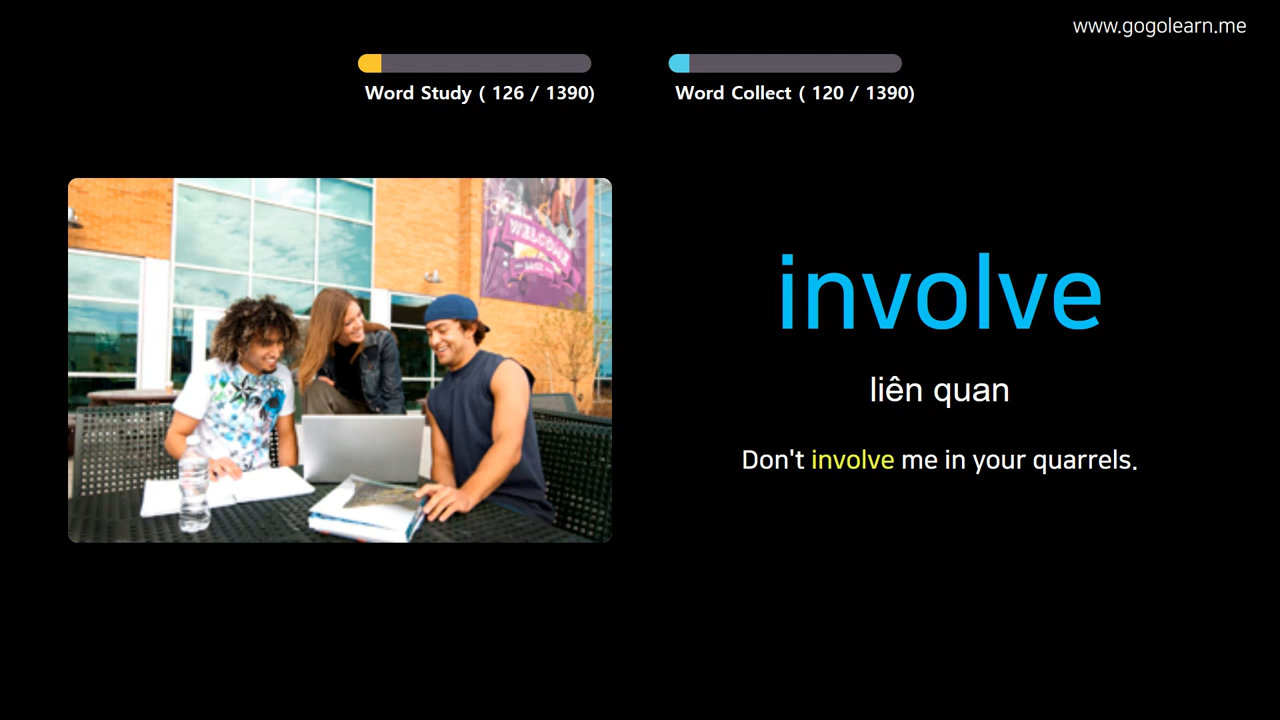 www.gogolearn.me
Word Study ( 126 / 1390)
Word Collect ( 120 / 1390)
WELCOME
involve
liên quan
Don't involve me in your quarrels.